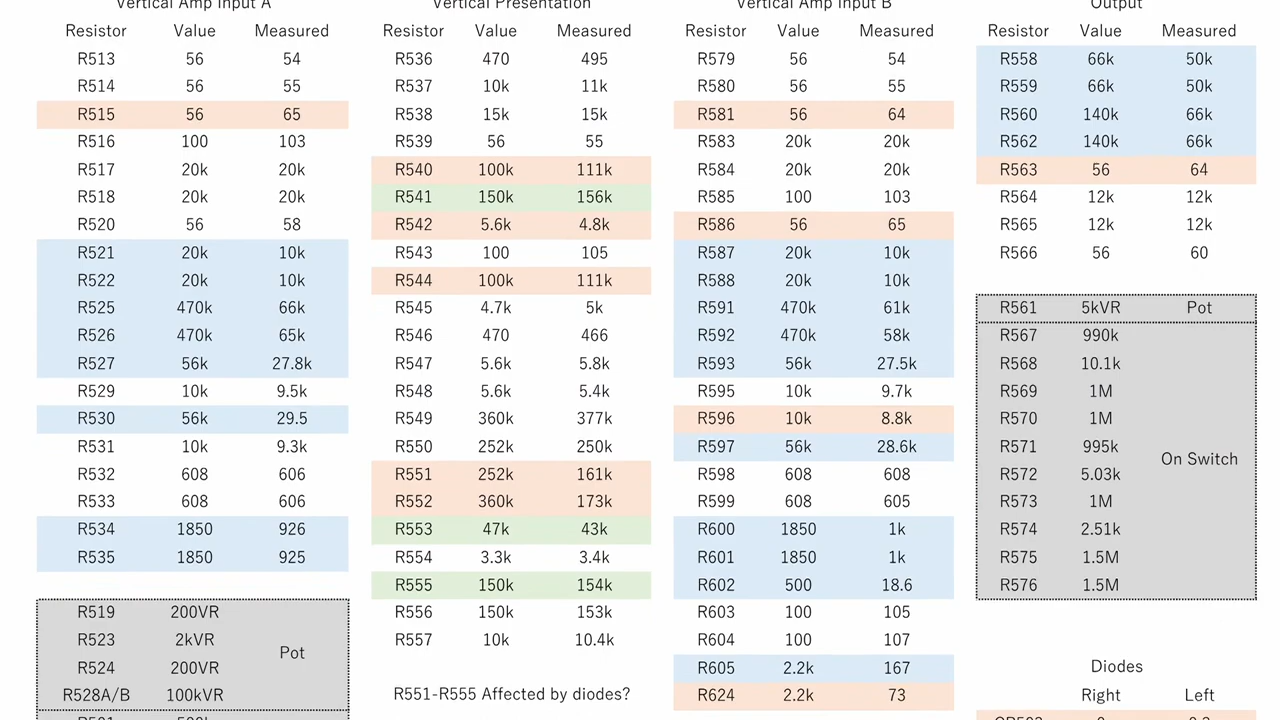 Vertical Amp Input A
Resistor Value Measured
R513 56 54
R514 56 55
R515 56 65
R516 100 103
R517 20k 20k
R518 20k 20k
R520 56 58
R521 20k 10k
R522 20k 10k
R525 470k 66k
R526 470k 65k
R527 56k 27.8k
R529 10k 9.5k
R530 56k 29.5
R531 10k 9.3k
R532 608 606
R533 608 606
R534 1850 926
R535 1850 925
R519 200VR
R523 2kVR
Pot
R524 200VR
R528A/B 100kVR
Vertical Presentation
Resistor Value Measured
R536 470 495
R537 10k 11k
R538 15k 15k
R539 56 55
R540 100k 111k
R541 150k 156k
R542 5.6k 4.8k
R543 100 105
R544 100k 111k
R545 4.7k 5k
R546 470 466
R547 5.6k 5.8k
R548 5.6k 5.4k
R549 360k 377k
R550 252k 250k
R551 252k 161k
R552 360k 173k
R553 47k 43k
R554 3.3k 3.4k
R555 150k 154k
R556 150k 153k
R557 10k 10.4k
R551-R555 Affected by diodes?
Vertical Amp Input B
Resistor Value Measured
R579 56 54
R580 56 55
R581 56 64
R583 20k 20k
R584 20k 20k
R585 100 103
R586 56 65
R587 20k 10k
R588 20k 10k
R591 470k 61k
R592 470k 58k
R593 56k 27.5k
R595 10k 9.7k
R596 10k 8.8k
R597 56k 28.6k
R598 608 608
R599 608 605
R600 1850 1k
R601 1850 1k
R602 500 18.6
R603 100 105
R604 100 107
R605 2.2k 167
R624 2.2k 73
Output
Resistor Value Measured
R558 66k 50k
R559 66k 50k
R560 140k 66k
R562 140k 66k
R563 56 64
R564 12k 12k
R565 12k 12k
R566 56 60
R561 5kVR Pot
R567 990k
R568 10.1k
R569 1M
R570 1M
R571 995k
On Switch
R572 5.03k
R573 1M
R574 2.51k
R575 1.5M
R576 1.5M
Diodes
Right Left